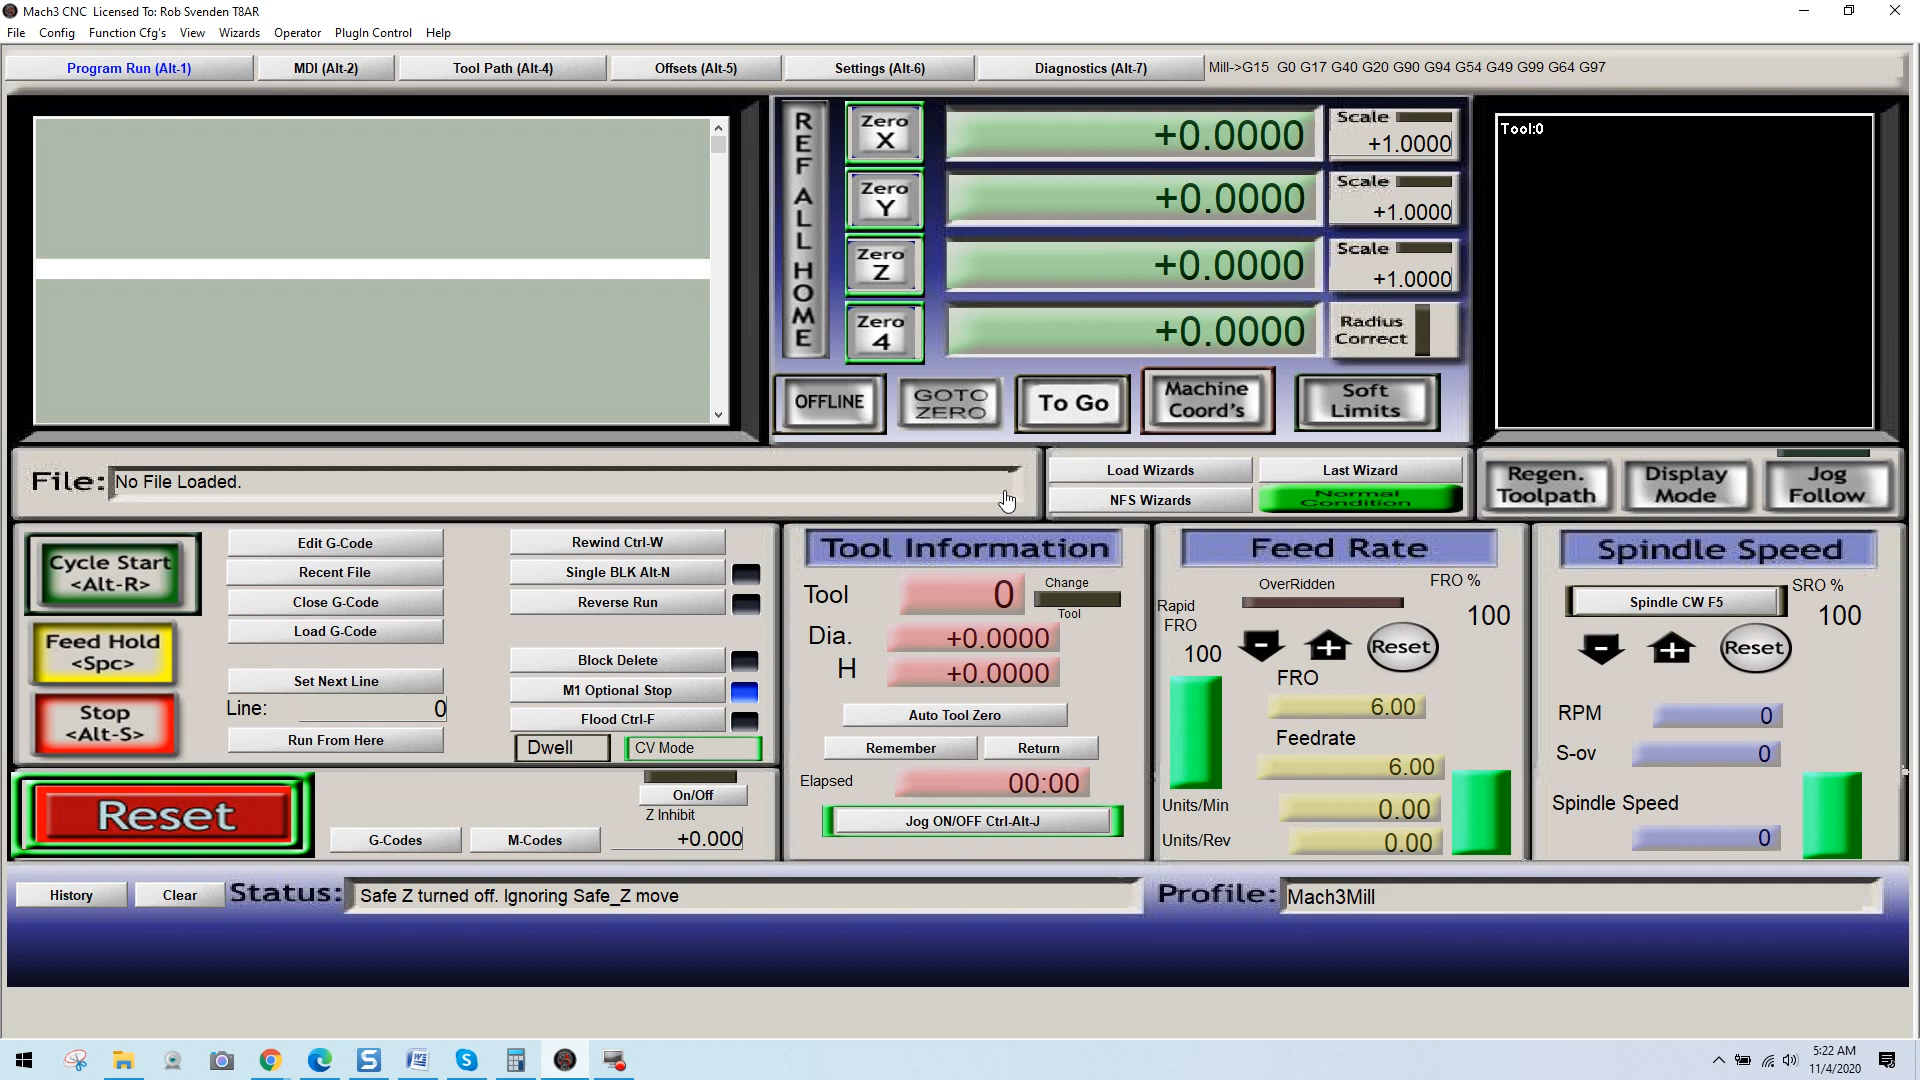 Mach3 CNC  Licensed To: Rob Svenden T8AR
File Config Function Cfg's View Wizards Operator PlugIn Control Help
Program Run (Alt-1) MDI (Alt-2) Tool Path (Alt-4) Offsets (Alt-5) Settings (Alt-6) Diagnostics (Alt-7) Mill->G15  G0 G17 G40 G20 G90 G94 G54 G49 G99 G64 G97
REF ALL HOME
Zero X +0.0000 Scale +1.0000
Zero Y +0.0000 Scale +1.0000
Zero Z +0.0000 Scale +1.0000
Zero 4 +0.0000 Radius Correct
OFFLINE GOTO ZERO To Go Machine Coord's Soft Limits
Tool:0
File: No File Loaded.
Load Wizards Last Wizard
NFS Wizards Normal Condition
Regen. Toolpath Display Mode Jog Follow
Cycle Start
<Alt-R>
Feed Hold
<Spc>
Stop
<Alt-S>
Reset
Edit G-Code
Recent File
Close G-Code
Load G-Code
Set Next Line
Line: 0
Run From Here
Rewind Ctrl-W
Single BLK Alt-N
Reverse Run
Block Delete
M1 Optional Stop
Flood Ctrl-F
Dwell CV Mode
On/Off
Z Inhibit
+0.000
G-Codes M-Codes
Tool Information
Tool 0 Change
Tool
Dia. +0.0000
H +0.0000
Auto Tool Zero
Remember Return
Elapsed 00:00
Jog ON/OFF Ctrl-Alt-J
Feed Rate
OverRidden FRO %
100
Rapid
FRO
100
Reset
FRO
6.00
Feedrate
6.00
Units/Min 0.00
Units/Rev 0.00
Spindle Speed
Spindle CW F5 SRO %
100
Reset
RPM 0
S-ov 0
Spindle Speed
0
History Clear Status: Safe Z turned off. Ignoring Safe_Z move Profile: Mach3Mill
5:22 AM
11/4/2020